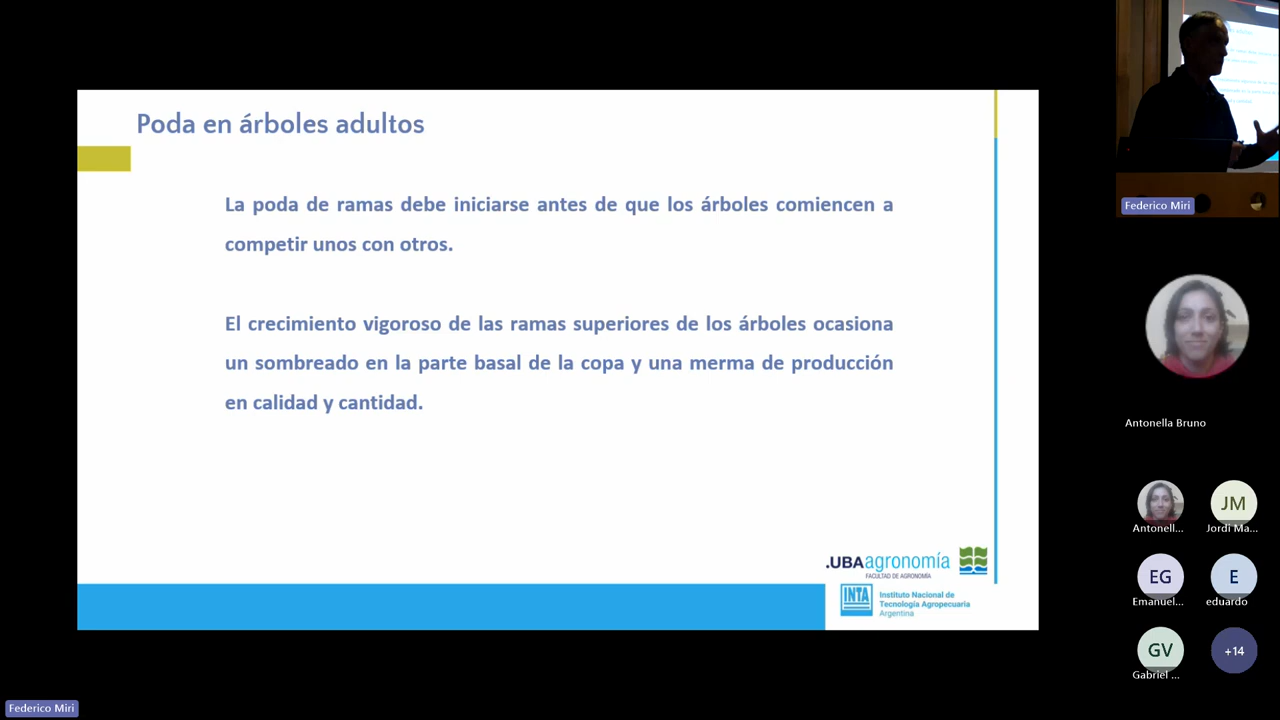 Poda en árboles adultos
La poda de ramas debe iniciarse antes de que los árboles comiencen a
competir unos con otros.
El crecimiento vigoroso de las ramas superiores de los árboles ocasiona
un sombreado en la parte basal de la copa y una merma de producción
en calidad y cantidad.
.UBAagronomía
FACULTAD DE AGRONOMÍA
INTA
Instituto Nacional de
Tecnología Agropecuaria
Argentina
Federico Miri
Antonella Bruno
Antonell...
JM
Jordi Ma...
EG
Emanuel...
E
eduardo
GV
Gabriel ...
+14
Federico Miri